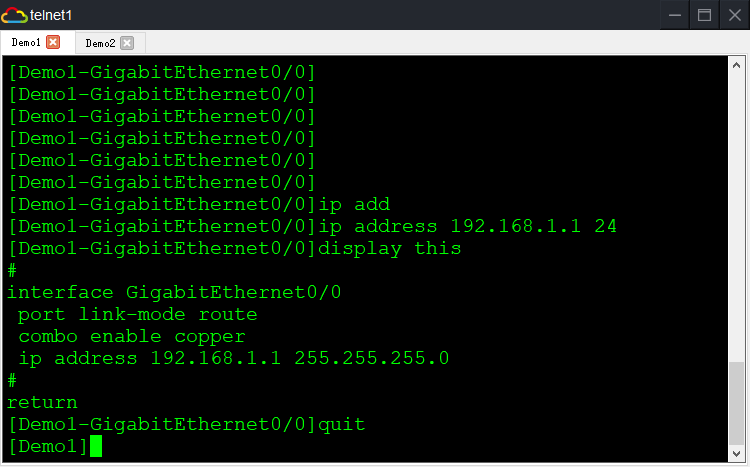 telnet1
Demo1 Demo2
[Demo1-GigabitEthernet0/0]
[Demo1-GigabitEthernet0/0]
[Demo1-GigabitEthernet0/0]
[Demo1-GigabitEthernet0/0]
[Demo1-GigabitEthernet0/0]
[Demo1-GigabitEthernet0/0]
[Demo1-GigabitEthernet0/0]ip add
[Demo1-GigabitEthernet0/0]ip address 192.168.1.1 24
[Demo1-GigabitEthernet0/0]display this
#
interface GigabitEthernet0/0
 port link-mode route
 combo enable copper
 ip address 192.168.1.1 255.255.255.0
#
return
[Demo1-GigabitEthernet0/0]quit
[Demo1]